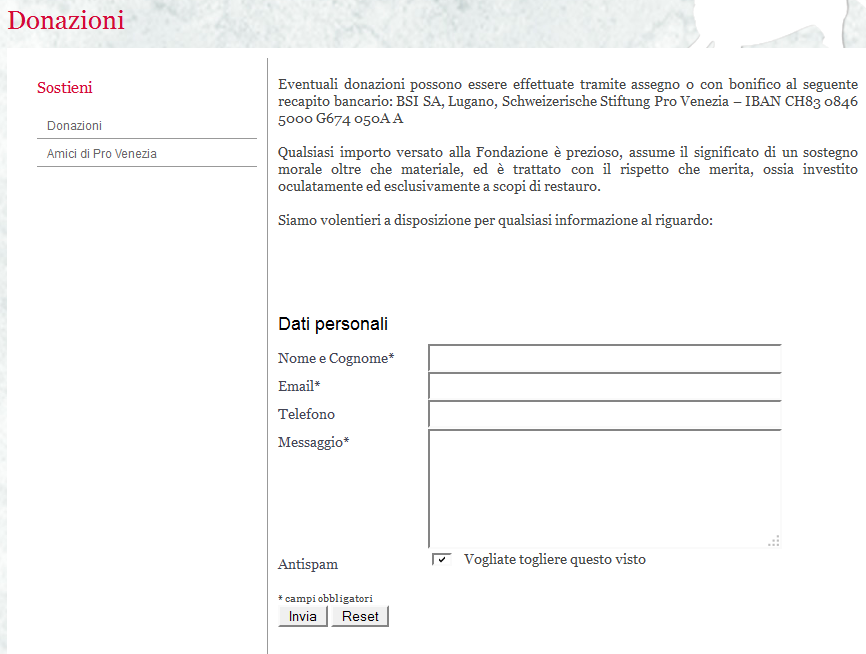 Donazioni
Sostieni
Donazioni
Amici di Pro Venezia
Eventuali donazioni possono essere effettuate tramite assegno o con bonifico al seguente
recapito bancario: BSI SA, Lugano, Schweizerische Stiftung Pro Venezia – IBAN CH83 0846
5000 G674 050A A
Qualsiasi importo versato alla Fondazione è prezioso, assume il significato di un sostegno
morale oltre che materiale, ed è trattato con il rispetto che merita, ossia investito
oculatamente ed esclusivamente a scopi di restauro.
Siamo volentieri a disposizione per qualsiasi informazione al riguardo:
Dati personali
Nome e Cognome*
Email*
Telefono
Messaggio*
Antispam
Vogliate togliere questo visto
* campi obbligatori
Invia Reset